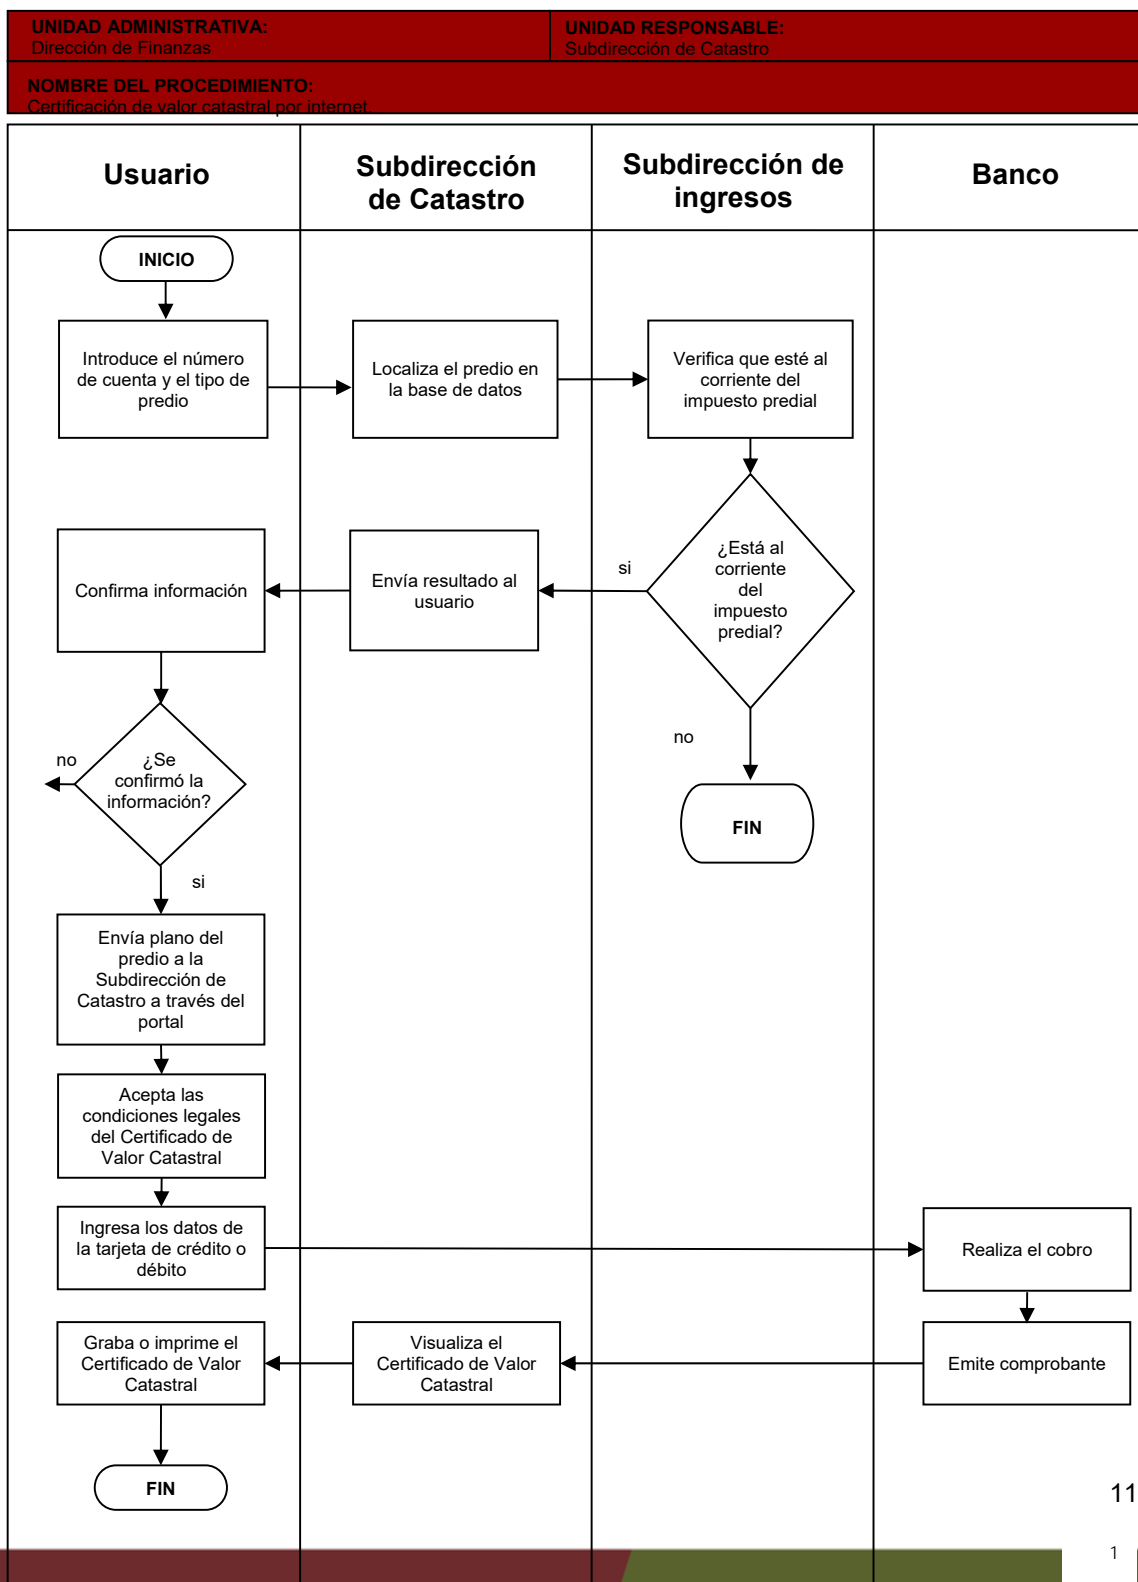 UNIDAD ADMINISTRATIVA:
Dirección de Finanzas
UNIDAD RESPONSABLE:
Subdirección de Catastro
NOMBRE DEL PROCEDIMIENTO:
Certificación de valor catastral por internet.
Usuario
Subdirección
de Catastro
Subdirección de
ingresos
Banco
INICIO
Introduce el número
de cuenta y el tipo de
predio
Localiza el predio en
la base de datos
Verifica que esté al
corriente del
impuesto predial
¿Está al
corriente
del
impuesto
predial?
si
Envía resultado al
usuario
Confirma información
no
FIN
¿Se
confirmó la
información?
no
si
Envía plano del
predio a la
Subdirección de
Catastro a través del
portal
Acepta las
condiciones legales
del Certificado de
Valor Catastral
Ingresa los datos de
la tarjeta de crédito o
débito
Realiza el cobro
Emite comprobante
Visualiza el
Certificado de Valor
Catastral
Graba o imprime el
Certificado de Valor
Catastral
FIN
11
1